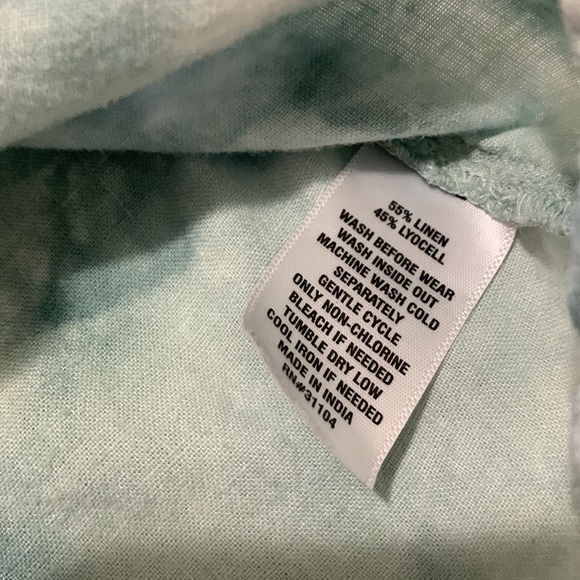 55% LINEN
45% LYOCELL
WASH BEFORE WEAR
WASH INSIDE OUT
MACHINE WASH COLD
SEPARATELY
GENTLE CYCLE
ONLY NON-CHLORINE
BLEACH IF NEEDED
TUMBLE DRY LOW
COOL IRON IF NEEDED
MADE IN INDIA
RN#31104